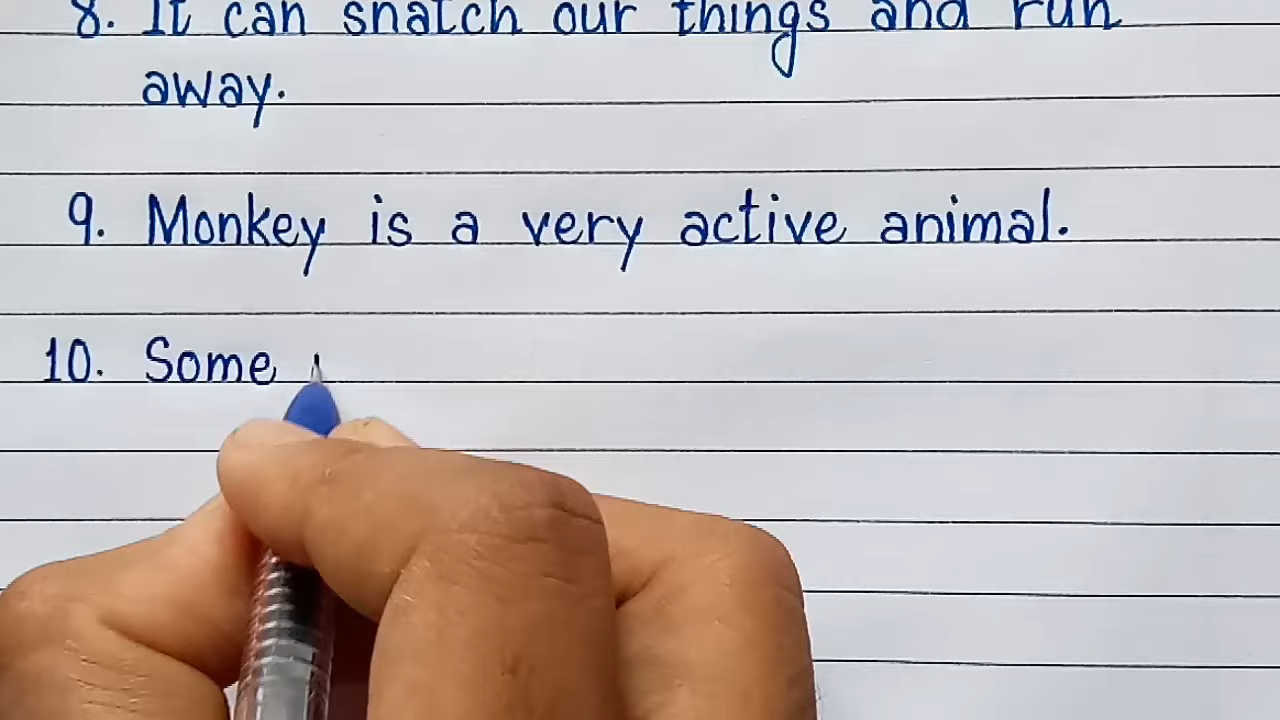 8. It can snatch our things and run
away.
9. Monkey is a very active animal.
10. Some